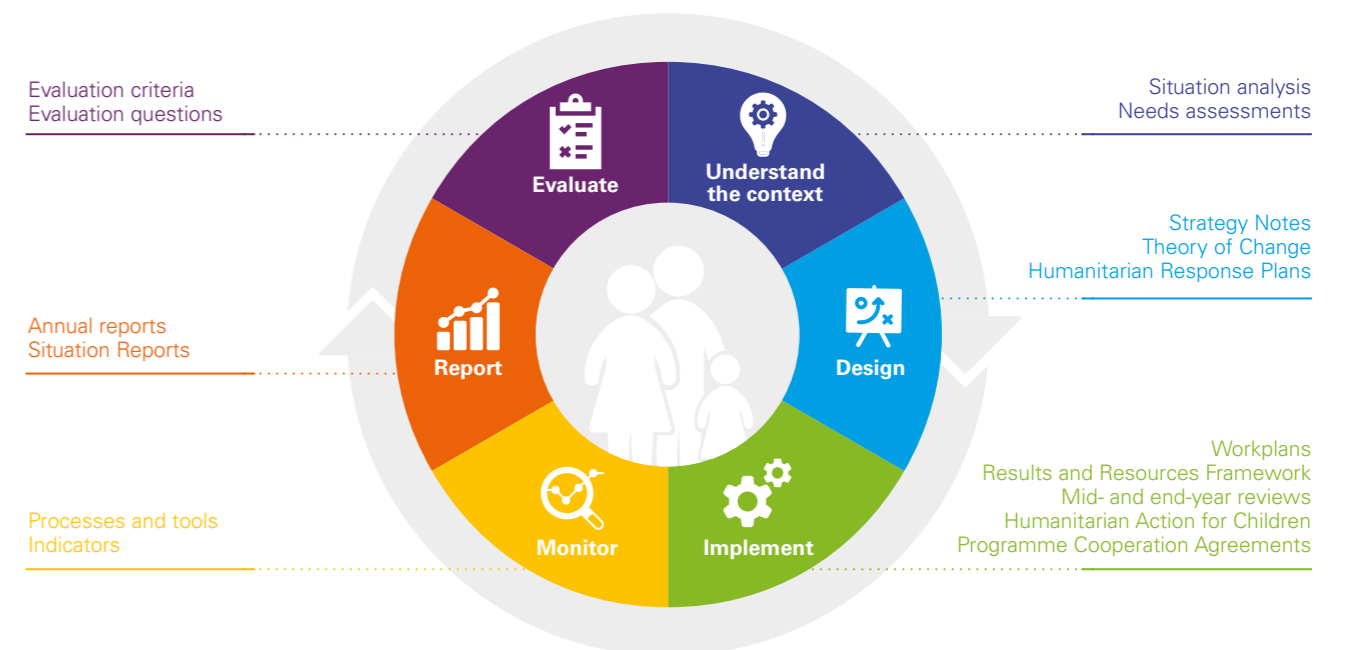 Evaluation criteria
Evaluation questions
Situation analysis
Needs assessments
Evaluate
Understand
the context
Strategy Notes
Theory of Change
Humanitarian Response Plans
Annual reports
Situation Reports
Report
Design
Workplans
Results and Resources Framework
Mid- and end-year reviews
Humanitarian Action for Children
Programme Cooperation Agreements
Processes and tools
Indicators
Monitor
Implement